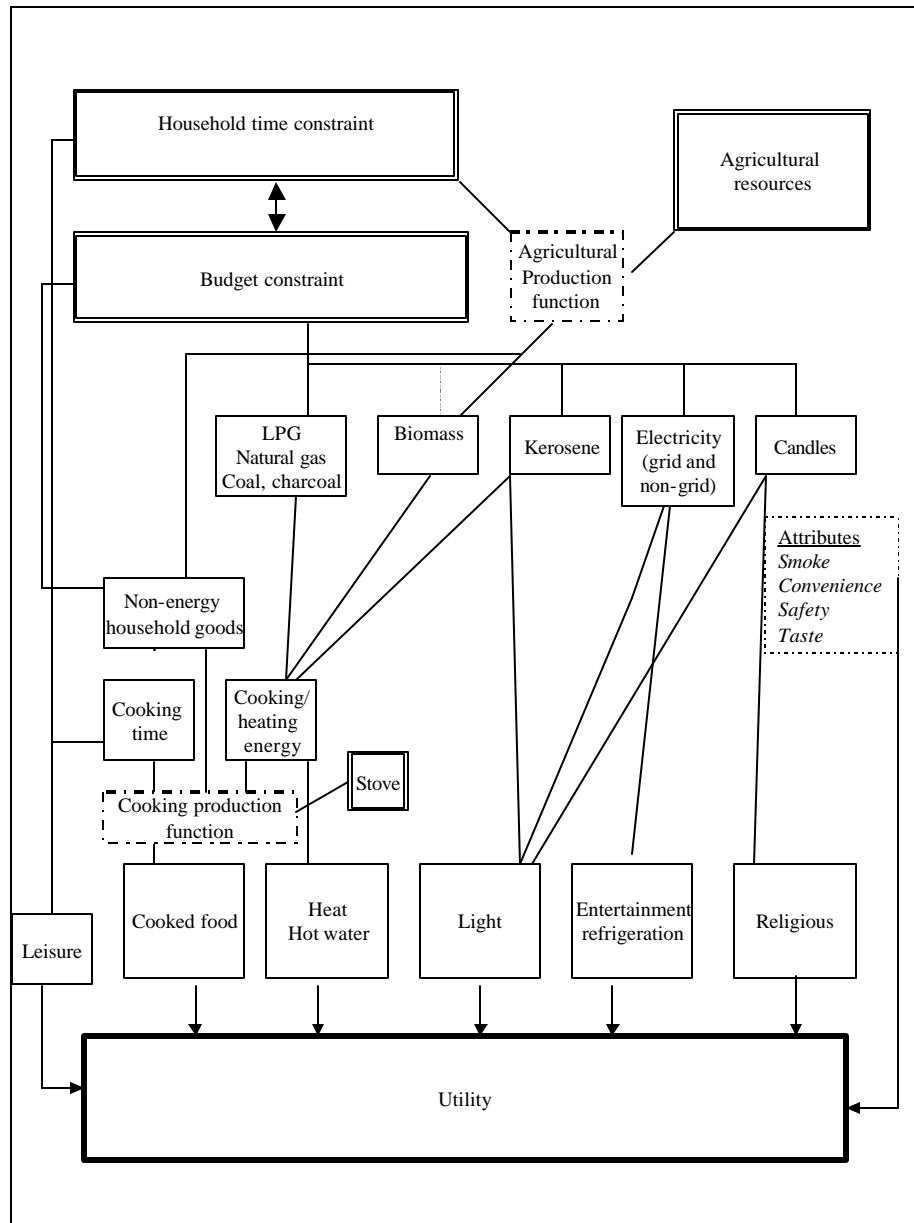 Household time constraint
Agricultural
resources
Agricultural
Production
function
Budget constraint
LPG
Natural gas
Coal, charcoal
Biomass
Kerosene
Electricity
(grid and
non-grid)
Candles
Attributes
Smoke
Convenience
Safety
Taste
Non-energy
household goods
Cooking
time
Cooking/
heating
energy
Stove
Cooking production
function
Cooked food
Heat
Hot water
Light
Entertainment
refrigeration
Religious
Leisure
Utility